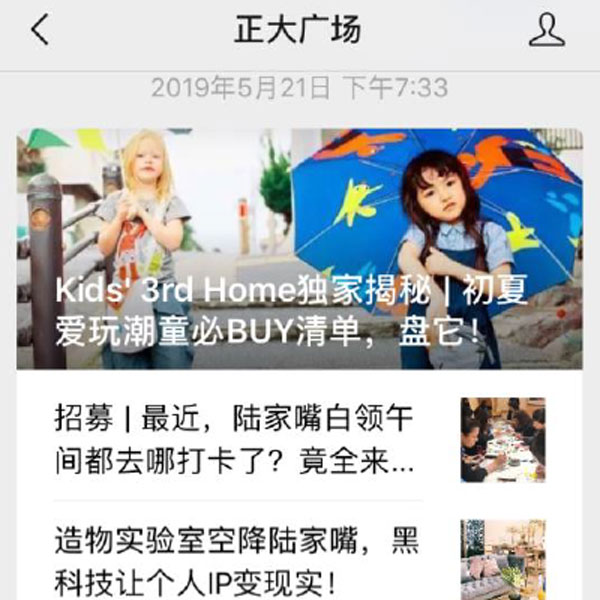 正大广场
2019年5月21日 下午7:33
Kids' 3rd Home独家揭秘 | 初夏
爱玩潮童必BUY清单，盘它！
招募 | 最近，陆家嘴白领午
间都去哪打卡了？竟全来...
造物实验室空降陆家嘴，黑
科技让个人IP变现实！